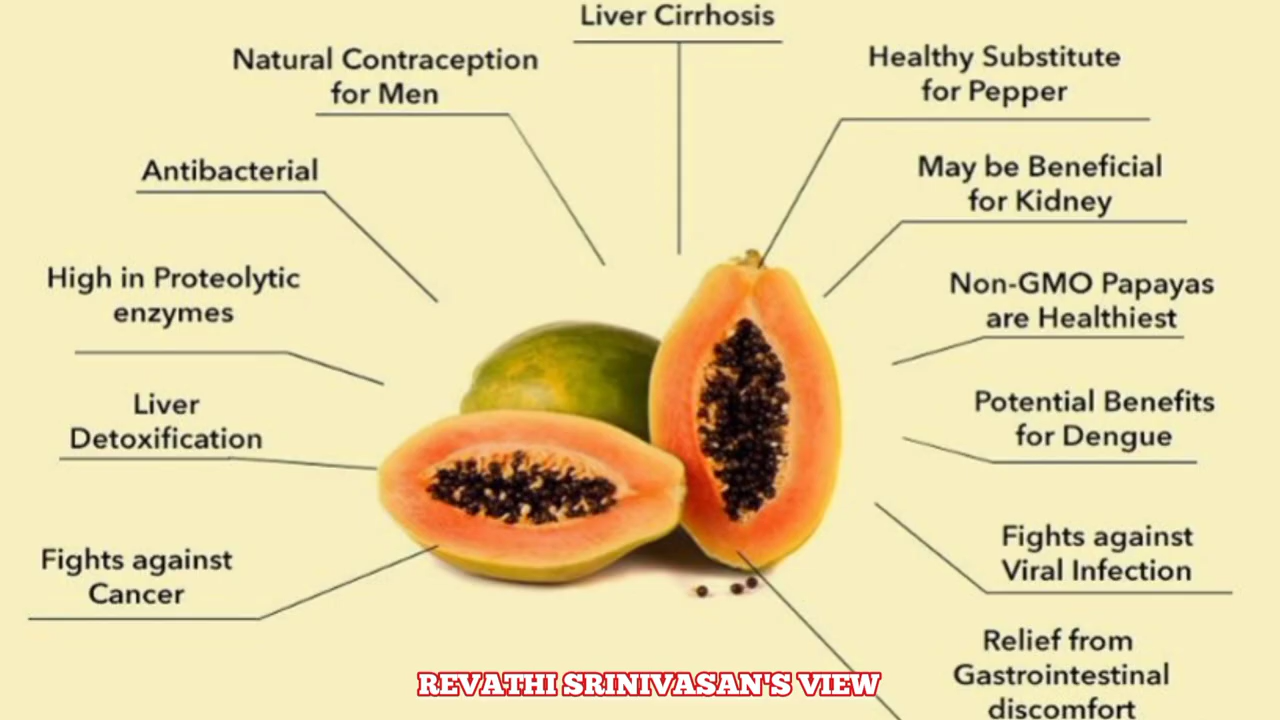 Liver Cirrhosis
Natural Contraception
for Men
Healthy Substitute
for Pepper
Antibacterial
May be Beneficial
for Kidney
High in Proteolytic
enzymes
Non-GMO Papayas
are Healthiest
Liver
Detoxification
Potential Benefits
for Dengue
Fights against
Cancer
Fights against
Viral Infection
Relief from
Gastrointestinal
discomfort
REVATHI SRINIVASAN'S VIEW